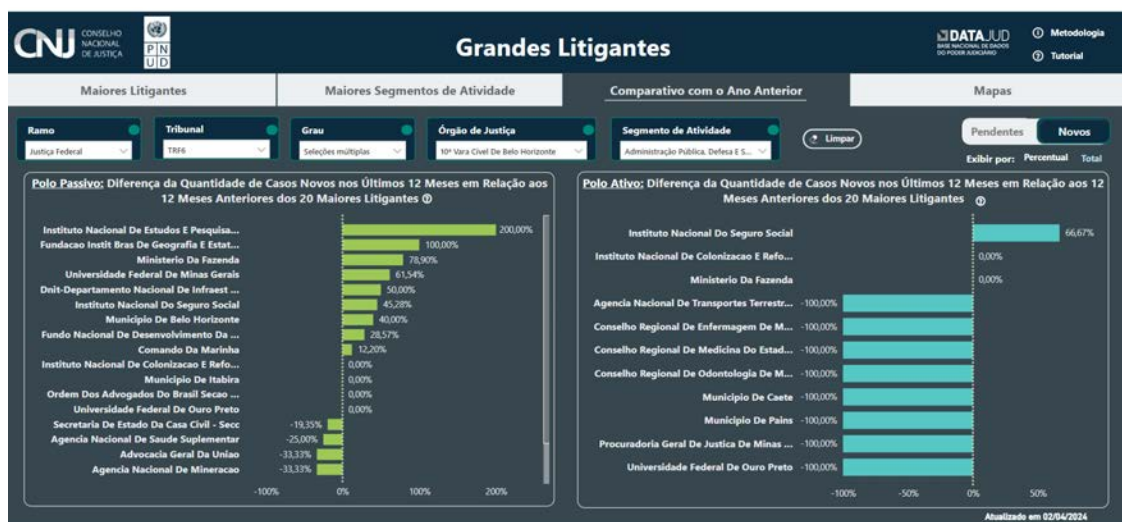 CNJ
CONSELHO
NACIONAL
DE JUSTIÇA
P N
U D
Grandes Litigantes
DATAJUD
BASE NACIONAL DE DADOS
DO PODER JUDICIÁRIO
Metodologia
Tutorial
Maiores Litigantes
Maiores Segmentos de Atividade
Comparativo com o Ano Anterior
Mapas
Ramo
Justiça Federal
Tribunal
TRF6
Grau
Seleções múltiplas
Órgão de Justiça
10ª Vara Civel De Belo Horizonte
Segmento de Atividade
Administração Pública, Defesa E S...
Limpar
Pendentes
Novos
Exibir por: Percentual Total
Polo Passivo: Diferença da Quantidade de Casos Novos nos Últimos 12 Meses em Relação aos
12 Meses Anteriores dos 20 Maiores Litigantes
Instituto Nacional De Estudos E Pesquisa... 200,00%
Fundacao Instit Bras De Geografia E Estat... 100,00%
Ministerio Da Fazenda 78,90%
Universidade Federal De Minas Gerais 61,54%
Dnit-Departamento Nacional De Infraest ... 50,00%
Instituto Nacional Do Seguro Social 45,28%
Municipio De Belo Horizonte 40,00%
Fundo Nacional De Desenvolvimento Da ... 28,57%
Comando Da Marinha 12,20%
Instituto Nacional De Colonizacao E Refo... 0,00%
Municipio De Itabira 0,00%
Ordem Dos Advogados Do Brasil Secao ... 0,00%
Universidade Federal De Ouro Preto 0,00%
Secretaria De Estado Da Casa Civil - Secc -19,35%
Agencia Nacional De Saude Suplementar -25,00%
Advocacia Geral Da Uniao -33,33%
Agencia Nacional De Mineracao -33,33%
-100% 0% 100% 200%
Polo Ativo: Diferença da Quantidade de Casos Novos nos Últimos 12 Meses em Relação aos 12
Meses Anteriores dos 20 Maiores Litigantes
Instituto Nacional Do Seguro Social 66,67%
Instituto Nacional De Colonizacao E Refo... 0,00%
Ministerio Da Fazenda 0,00%
Agencia Nacional De Transportes Terrestr... -100,00%
Conselho Regional De Enfermagem De M... -100,00%
Conselho Regional De Medicina Do Estad... -100,00%
Conselho Regional De Odontologia De M... -100,00%
Municipio De Caete -100,00%
Municipio De Pains -100,00%
Procuradoria Geral De Justica De Minas ... -100,00%
Universidade Federal De Ouro Preto -100,00%
-100% -50% 0% 50%
Atualizado em 02/04/2024